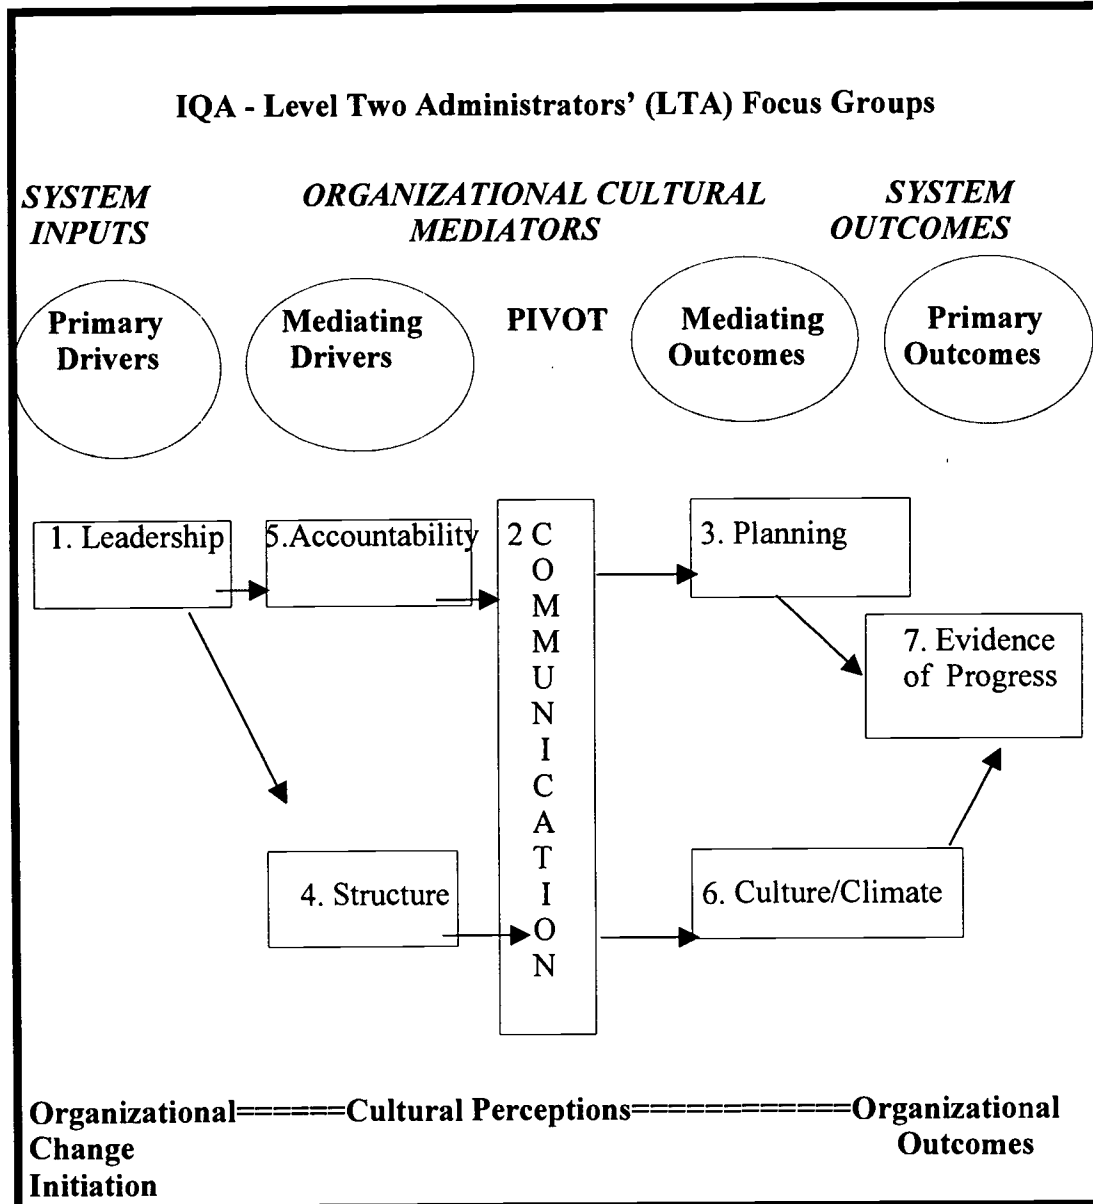 IQA - Level Two Administrators' (LTA) Focus Groups
SYSTEM
INPUTS
ORGANIZATIONAL CULTURAL
MEDIATORS
SYSTEM
OUTCOMES
Primary
Drivers
Mediating
Drivers
PIVOT
Mediating
Outcomes
Primary
Outcomes
1. Leadership
5.Accountability
2 COMMUNICATION
3. Planning
7. Evidence
of Progress
4. Structure
6. Culture/Climate
Organizational======Cultural Perceptions============Organizational
Change
Initiation
Outcomes